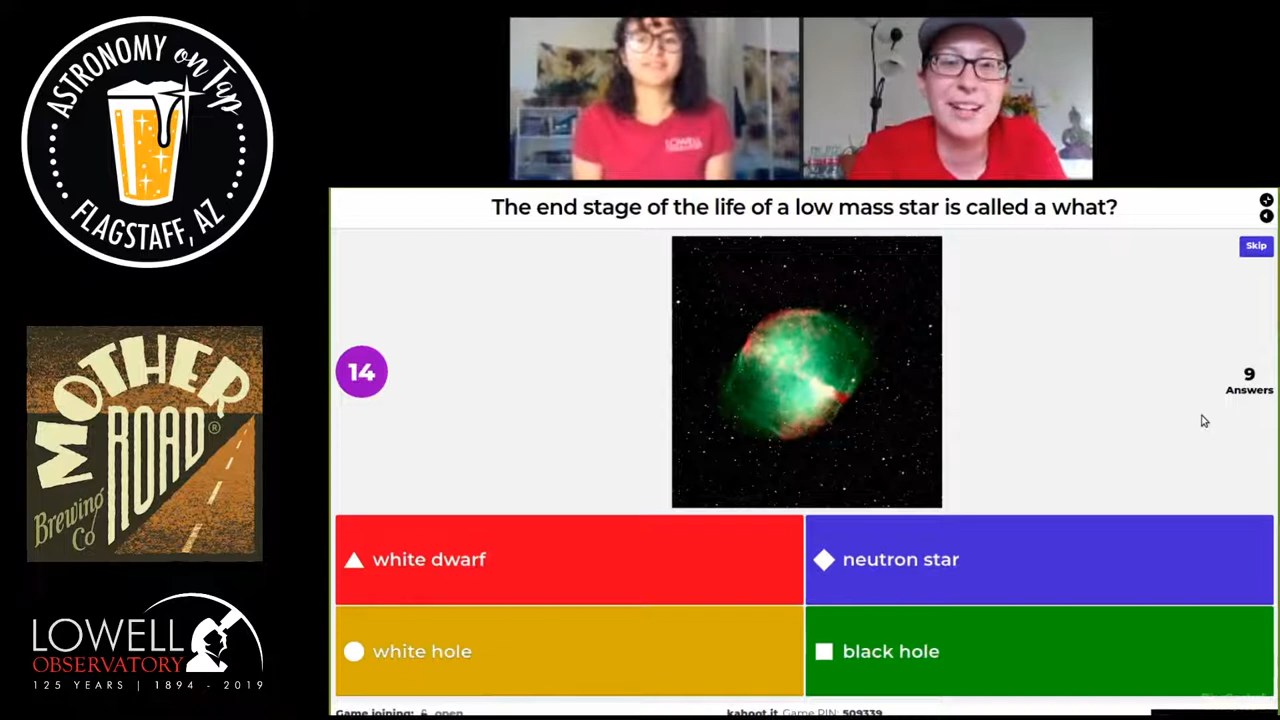 ASTRONOMY on Tap
FLAGSTAFF, AZ
MOTHER
ROAD®
Brewing
Co
LOWELL
OBSERVATORY
125 YEARS | 1894 - 2019
LOWELL
The end stage of the life of a low mass star is called a what?
Skip
14
9
Answers
white dwarf
neutron star
white hole
black hole
Game joining: open
kahoot.it Game PIN: 509339